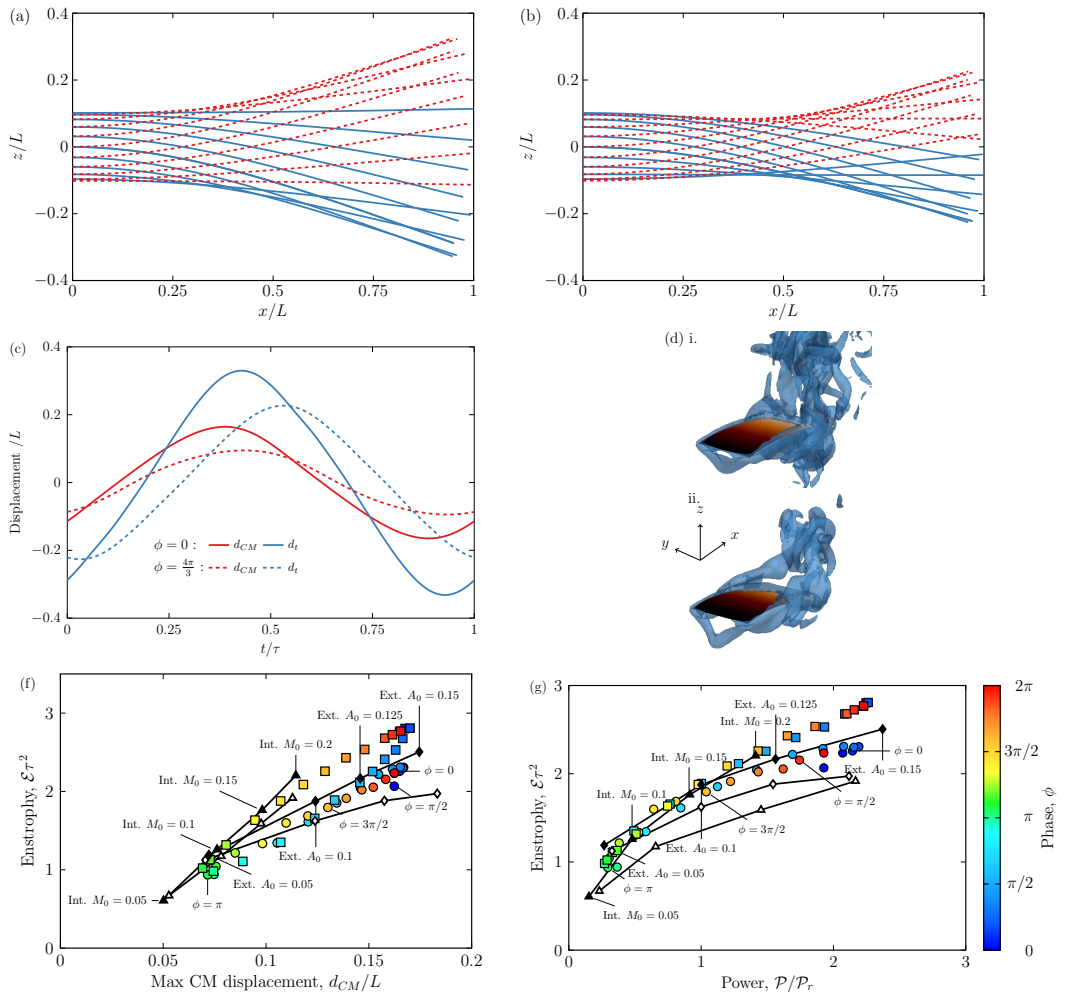 (a)
0.4
0.2
0
−0.2
−0.4
z/L
0
0.25
0.5
0.75
1
x/L
(b)
0.4
0.2
0
−0.2
−0.4
z/L
0
0.25
0.5
0.75
1
x/L
(c)
0.4
0.2
0
−0.2
−0.4
Displacement /L
ϕ = 0 : d_CM d_t
ϕ = 4π/3 : d_CM d_t
0
0.25
0.5
0.75
1
t/τ
(d) i.
ii.
z
y
x
(f)
3
2
1
0
Enstrophy, ℰτ²
Ext. A₀ = 0.15
Ext. A₀ = 0.125
Int. M₀ = 0.2
Int. M₀ = 0.15
ϕ = 0
ϕ = π/2
Int. M₀ = 0.1
ϕ = 3π/2
Ext. A₀ = 0.1
Ext. A₀ = 0.05
Int. M₀ = 0.05
ϕ = π
0
0.05
0.1
0.15
0.2
Max CM displacement, d_CM/L
(g)
3
2
1
0
Enstrophy, ℰτ²
Ext. A₀ = 0.125
Int. M₀ = 0.2
Int. M₀ = 0.15
ϕ = 0
Ext. A₀ = 0.15
Int. M₀ = 0.1
ϕ = π/2
ϕ = 3π/2
Ext. A₀ = 0.1
Ext. A₀ = 0.05
ϕ = π
Int. M₀ = 0.05
0
1
2
3
Power, 𝒫/𝒫ᵣ
2π
3π/2
π/2
0
Phase, ϕ